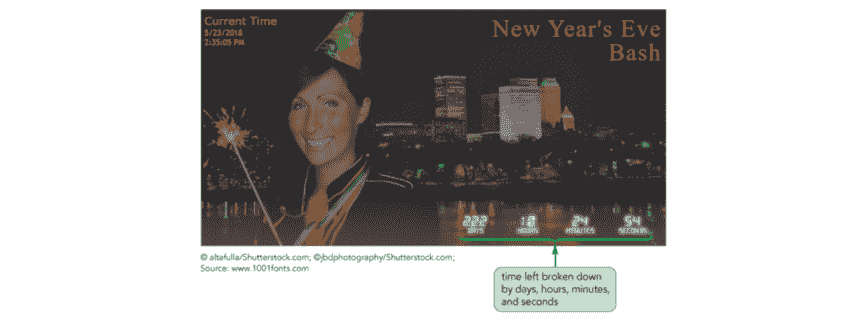 Current Time
5/23/2018
2:35:05 PM
New Year's Eve
Bash
222 18 24 54
DAYS HOURS MINUTES SECONDS
© altafulla/Shutterstock.com; ©jbdphotography/Shutterstock.com;
Source: www.1001fonts.com
time left broken down
by days, hours, minutes,
and seconds